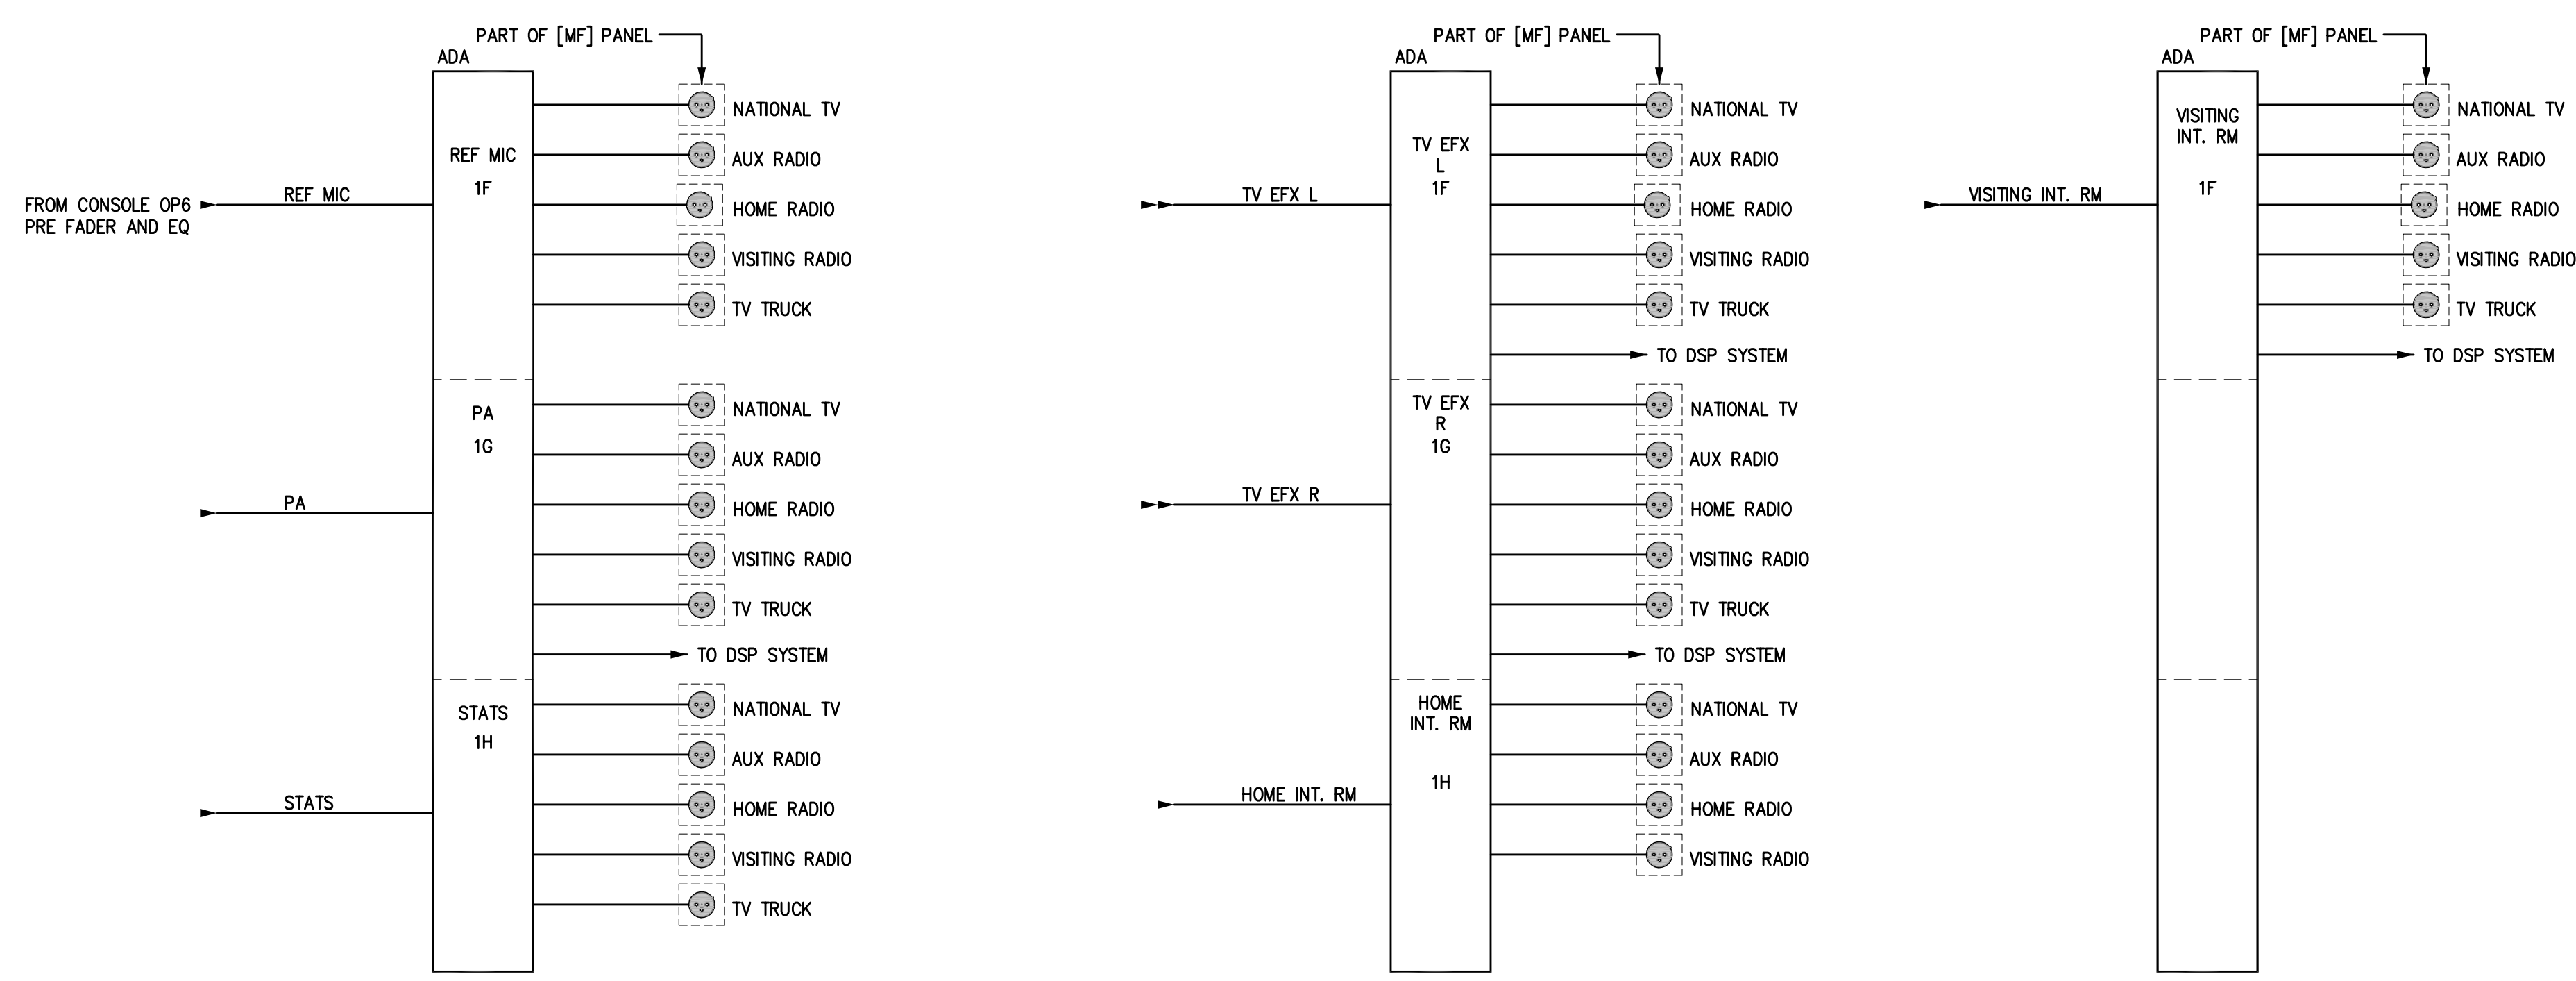 PART OF [MF] PANEL
ADA
REF MIC
1F
FROM CONSOLE OP6
PRE FADER AND EQ
REF MIC
NATIONAL TV
AUX RADIO
HOME RADIO
VISITING RADIO
TV TRUCK
PA
1G
PA
NATIONAL TV
AUX RADIO
HOME RADIO
VISITING RADIO
TV TRUCK
TO DSP SYSTEM
STATS
1H
STATS
NATIONAL TV
AUX RADIO
HOME RADIO
VISITING RADIO
TV TRUCK
PART OF [MF] PANEL
ADA
TV EFX
L
1F
TV EFX L
NATIONAL TV
AUX RADIO
HOME RADIO
VISITING RADIO
TV TRUCK
TO DSP SYSTEM
TV EFX
R
1G
TV EFX R
NATIONAL TV
AUX RADIO
HOME RADIO
VISITING RADIO
TV TRUCK
TO DSP SYSTEM
HOME
INT. RM
1H
HOME INT. RM
NATIONAL TV
AUX RADIO
HOME RADIO
VISITING RADIO
PART OF [MF] PANEL
ADA
VISITING
INT. RM
1F
VISITING INT. RM
NATIONAL TV
AUX RADIO
HOME RADIO
VISITING RADIO
TV TRUCK
TO DSP SYSTEM